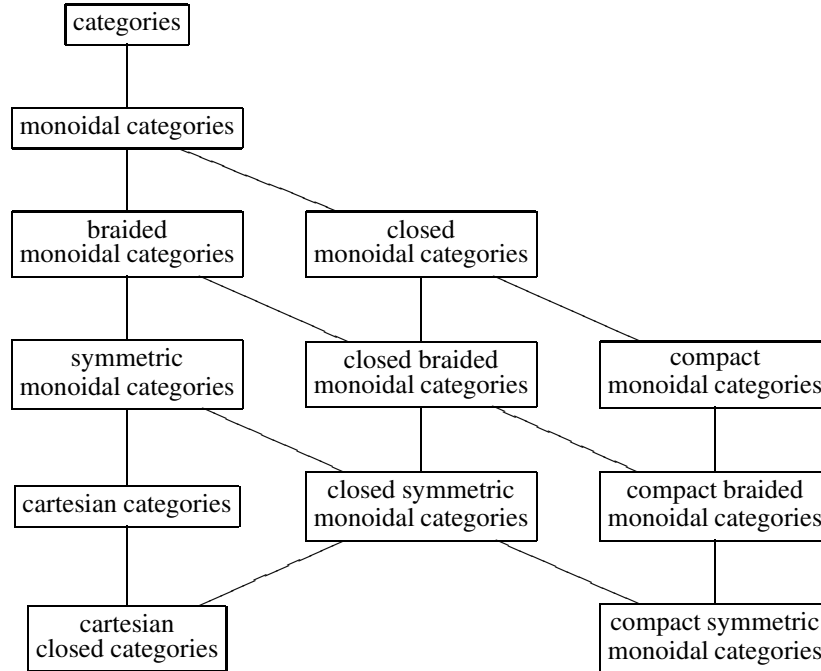 categories
monoidal categories
braided
monoidal categories
closed
monoidal categories
symmetric
monoidal categories
closed braided
monoidal categories
compact
monoidal categories
cartesian categories
closed symmetric
monoidal categories
compact braided
monoidal categories
cartesian
closed categories
compact symmetric
monoidal categories